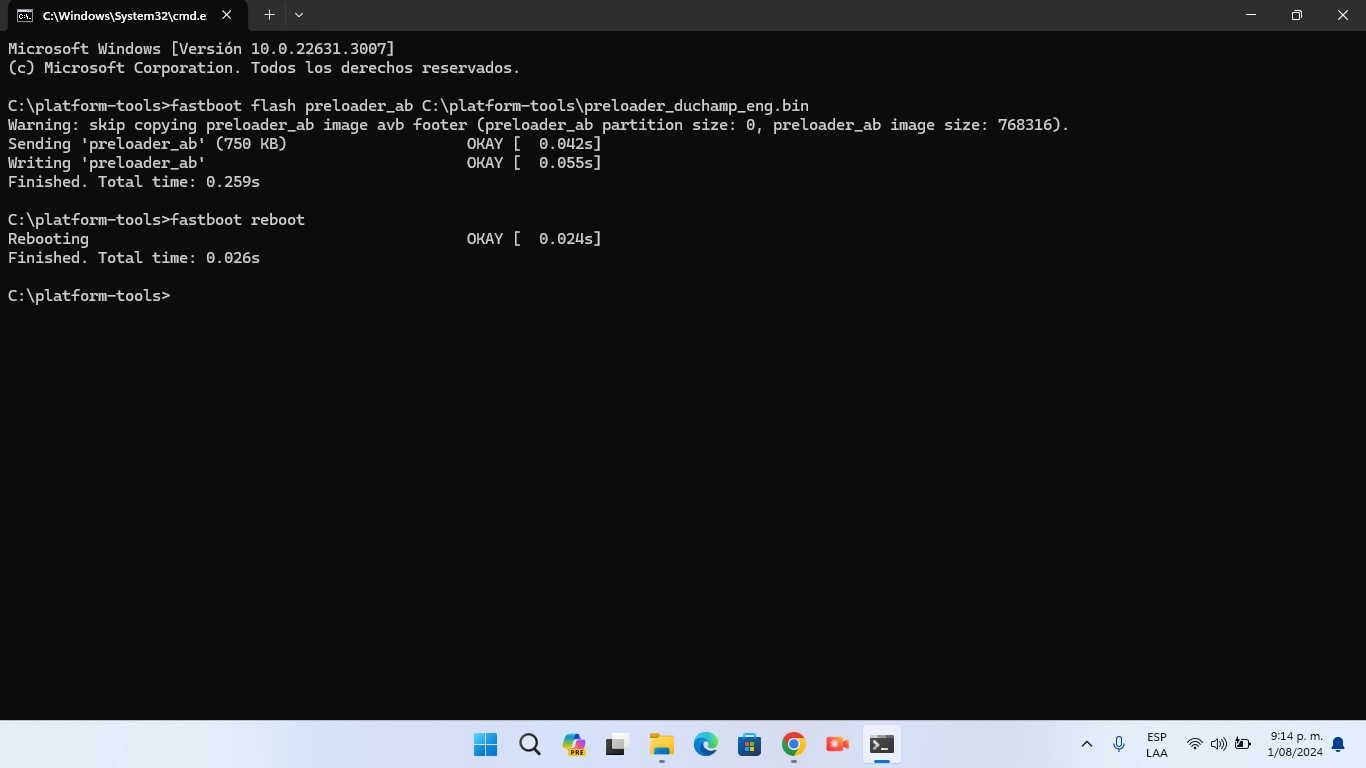 C:\Windows\System32\cmd.e
Microsoft Windows [Versión 10.0.22631.3007]
(c) Microsoft Corporation. Todos los derechos reservados.
C:\platform-tools>fastboot flash preloader_ab C:\platform-tools\preloader_duchamp_eng.bin
Warning: skip copying preloader_ab image avb footer (preloader_ab partition size: 0, preloader_ab image size: 768316).
Sending 'preloader_ab' (750 KB) OKAY [ 0.042s]
Writing 'preloader_ab' OKAY [ 0.055s]
Finished. Total time: 0.259s
C:\platform-tools>fastboot reboot
Rebooting OKAY [ 0.024s]
Finished. Total time: 0.026s
C:\platform-tools>
PRE
ESP
LAA
9:14 p. m.
1/08/2024